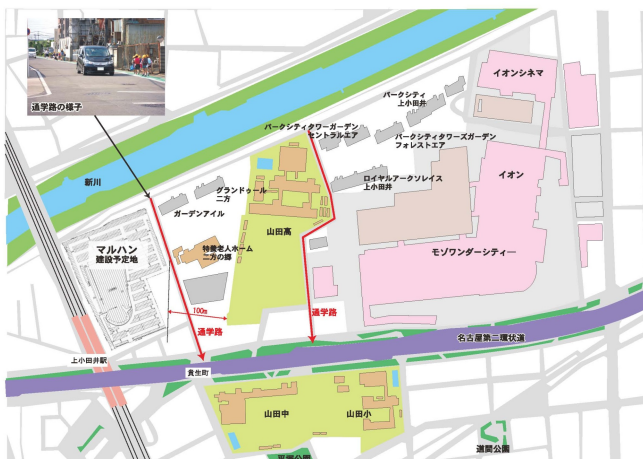 通学路の様子
イオンシネマ
パークシティ
上小田井
パークシティタワーガーデン
セントラルエア
パークシティタワーズガーデン
フォレストエア
新川
グランドゥール
二方
ロイヤルアークソレイス
上小田井
イオン
ガーデンアイル
山田高
マルハン
建設予定地
特養老人ホーム
二方の郷
モゾワンダーシティー
100m
通学路
通学路
名古屋第二環状道
上小田井駅
貴生町
山田中
山田小
道間公園